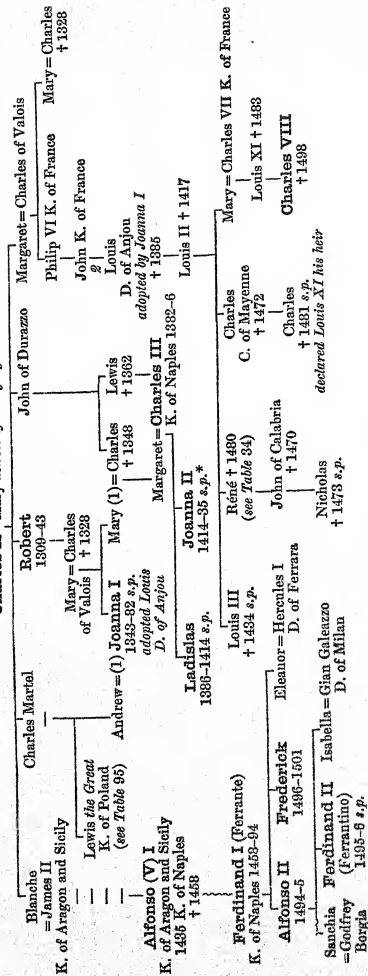 Blanche
=James II
K. of Aragon and Sicily
Charles Martel
Robert
1309–43
John of Durazzo
Margaret=Charles of Valois
Lewis the Great
K. of Poland
(see Table 95)
Mary=Charles
of Valois † 1328
Philip VI K. of France
Mary=Charles
† 1328
John K. of France
Andrew=(1) Joanna I
1343–82 s.p.
adopted Louis
D. of Anjou
Mary (1)=Charles
† 1348
Lewis
† 1362
Louis
D. of Anjou
adopted by Joanna I
† 1385
Margaret=Charles III
K. of Naples 1382–6
Alfonso (V) I
K. of Aragon and Sicily
1435 K. of Naples
† 1458
Ladislas
1386–1414 s.p.
Joanna II
1414–35 s.p.*
Louis II † 1417
Louis III
† 1434 s.p.
Réné † 1480
(see Table 34)
Charles
C. of Mayenne
† 1472
Mary=Charles VII K. of France
Ferdinand I (Ferrante)
K. of Naples 1458–94
John of Calabria
† 1470
Charles
† 1481 s.p.
declared Louis XI his heir
Louis XI † 1483
Nicholas
† 1473 s.p.
Charles VIII
† 1498
Alfonso II
1494–5
Frederick
1496–1501
Eleanor=Hercules I
D. of Ferrara
Sanchia
=Godfrey
Borgia
Ferdinand II
(Ferrantino)
1495–6 s.p.
Isabella=Gian Galeazzo
D. of Milan